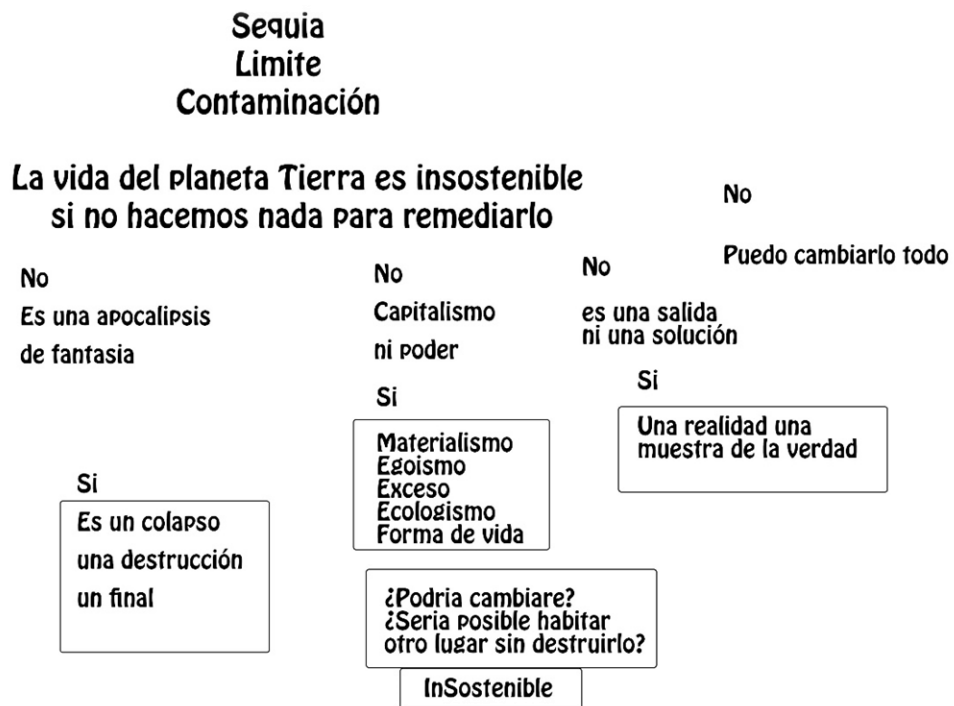 Sequia
Limite
Contaminación
La vida del planeta Tierra es insostenible
si no hacemos nada para remediarlo
No
Es una apocalipsis
de fantasia
Si
Es un colapso
una destrucción
un final
No
Capitalismo
ni poder
Si
Materialismo
Egoismo
Exceso
Ecologismo
Forma de vida
¿Podria cambiare?
¿Seria posible habitar
otro lugar sin destruirlo?
InSostenible
No
es una salida
ni una solución
Si
Una realidad una
muestra de la verdad
No
Puedo cambiarlo todo